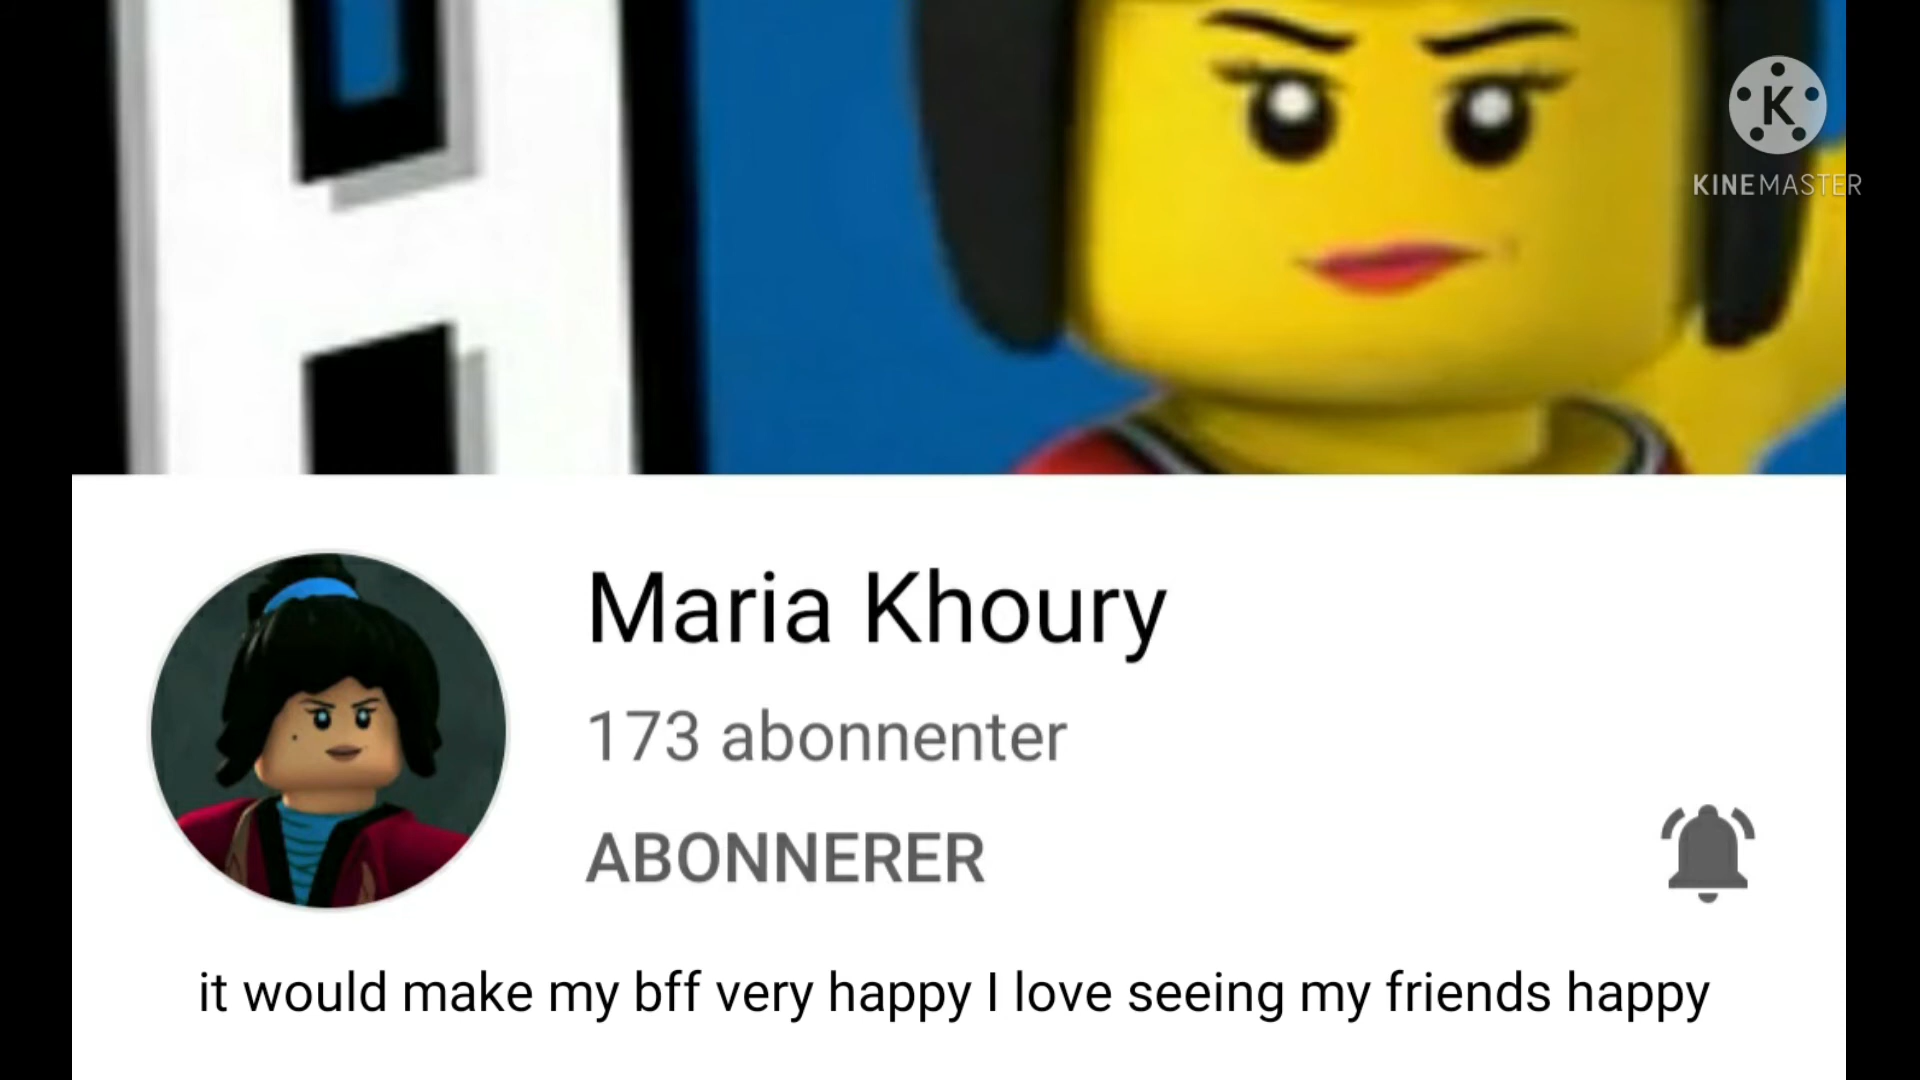 H
K
KINEMASTER
Maria Khoury
173 abonnenter
ABONNERER
it would make my bff very happy I love seeing my friends happy